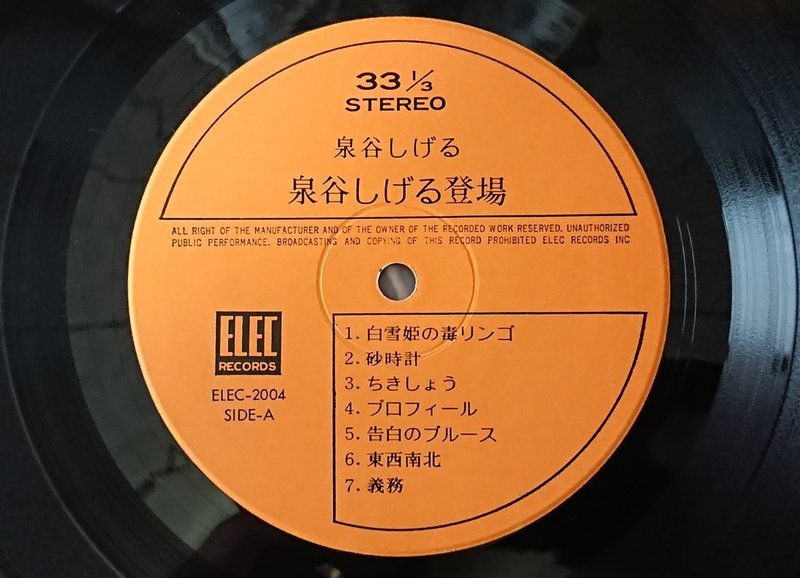 33 1/3
STEREO
泉谷しげる
泉谷しげる登場
ALL RIGHT OF THE MANUFACTURER AND OF THE OWNER OF THE RECORDED WORK RESERVED. UNAUTHORIZED
PUBLIC PERFORMANCE. BROADCASTING AND COPYING OF THIS RECORD PROHIBITED ELEC RECORDS INC
ELEC
RECORDS
ELEC-2004
SIDE-A
1. 白雪姫の毒リンゴ
2. 砂時計
3. ちきしょう
4. プロフィール
5. 告白のブルース
6. 東西南北
7. 義務